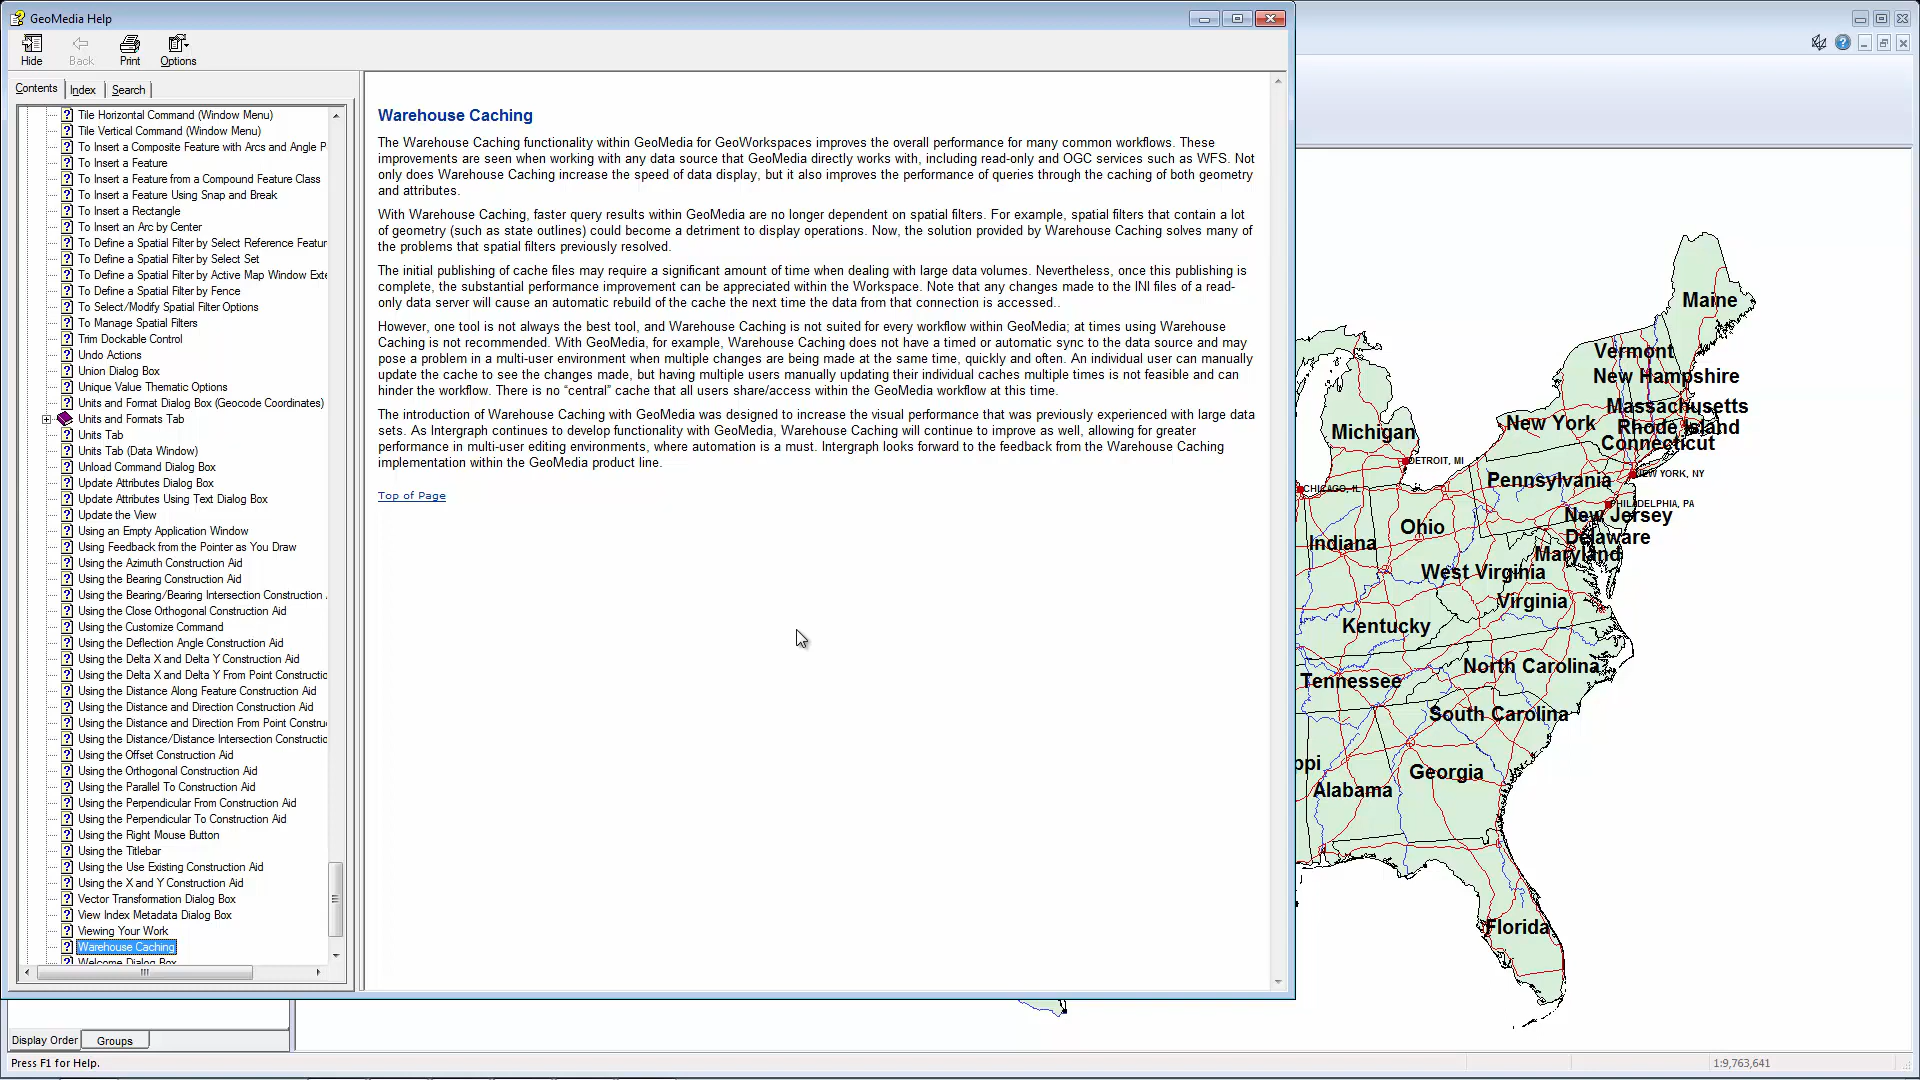 GeoMedia Help
Hide
Back
Print
Options
Contents
Index
Search
Tile Horizontal Command (Window Menu)
Tile Vertical Command (Window Menu)
To Insert a Composite Feature with Arcs and Angle P
To Insert a Feature
To Insert a Feature from a Compound Feature Class
To Insert a Feature Using Snap and Break
To Insert a Rectangle
To Insert an Arc by Center
To Define a Spatial Filter by Select Reference Featur
To Define a Spatial Filter by Select Set
To Define a Spatial Filter by Active Map Window Exte
To Define a Spatial Filter by Fence
To Select/Modify Spatial Filter Options
To Manage Spatial Filters
Trim Dockable Control
Undo Actions
Union Dialog Box
Unique Value Thematic Options
Units and Format Dialog Box (Geocode Coordinates)
Units and Formats Tab
Units Tab
Units Tab (Data Window)
Unload Command Dialog Box
Update Attributes Dialog Box
Update Attributes Using Text Dialog Box
Update the View
Using an Empty Application Window
Using Feedback from the Pointer as You Draw
Using the Azimuth Construction Aid
Using the Bearing Construction Aid
Using the Bearing/Bearing Intersection Construction
Using the Close Orthogonal Construction Aid
Using the Customize Command
Using the Deflection Angle Construction Aid
Using the Delta X and Delta Y Construction Aid
Using the Delta X and Delta Y From Point Constructio
Using the Distance Along Feature Construction Aid
Using the Distance and Direction Construction Aid
Using the Distance and Direction From Point Constru
Using the Distance/Distance Intersection Constructic
Using the Offset Construction Aid
Using the Orthogonal Construction Aid
Using the Parallel To Construction Aid
Using the Perpendicular From Construction Aid
Using the Perpendicular To Construction Aid
Using the Right Mouse Button
Using the Titlebar
Using the Use Existing Construction Aid
Using the X and Y Construction Aid
Vector Transformation Dialog Box
View Index Metadata Dialog Box
Viewing Your Work
Warehouse Caching
Welcome Dialog Box
Warehouse Caching
The Warehouse Caching functionality within GeoMedia for GeoWorkspaces improves the overall performance for many common workflows. These
improvements are seen when working with any data source that GeoMedia directly works with, including read-only and OGC services such as WFS. Not
only does Warehouse Caching increase the speed of data display, but it also improves the performance of queries through the caching of both geometry
and attributes.
With Warehouse Caching, faster query results within GeoMedia are no longer dependent on spatial filters. For example, spatial filters that contain a lot
of geometry (such as state outlines) could become a detriment to display operations. Now, the solution provided by Warehouse Caching solves many of
the problems that spatial filters previously resolved.
The initial publishing of cache files may require a significant amount of time when dealing with large data volumes. Nevertheless, once this publishing is
complete, the substantial performance improvement can be appreciated within the Workspace. Note that any changes made to the INI files of a read-
only data server will cause an automatic rebuild of the cache the next time the data from that connection is accessed..
However, one tool is not always the best tool, and Warehouse Caching is not suited for every workflow within GeoMedia; at times using Warehouse
Caching is not recommended. With GeoMedia, for example, Warehouse Caching does not have a timed or automatic sync to the data source and may
pose a problem in a multi-user environment when multiple changes are being made at the same time, quickly and often. An individual user can manually
update the cache to see the changes made, but having multiple users manually updating their individual caches multiple times is not feasible and can
hinder the workflow. There is no “central” cache that all users share/access within the GeoMedia workflow at this time.
The introduction of Warehouse Caching with GeoMedia was designed to increase the visual performance that was previously experienced with large data
sets. As Intergraph continues to develop functionality with GeoMedia, Warehouse Caching will continue to improve as well, allowing for greater
performance in multi-user editing environments, where automation is a must. Intergraph looks forward to the feedback from the Warehouse Caching
implementation within the GeoMedia product line.
Top of Page
Maine
Vermont
New Hampshire
Massachusetts
New York
Rhode Island
Michigan
Connecticut
DETROIT, MI
NEW YORK, NY
Pennsylvania
CHICAGO, IL
PHILADELPHIA, PA
New Jersey
Ohio
Delaware
Indiana
Maryland
West Virginia
Virginia
Kentucky
North Carolina
Tennessee
South Carolina
ppi
Georgia
Alabama
Florida
Display Order
Groups
Press F1 for Help.
1:9,763,641